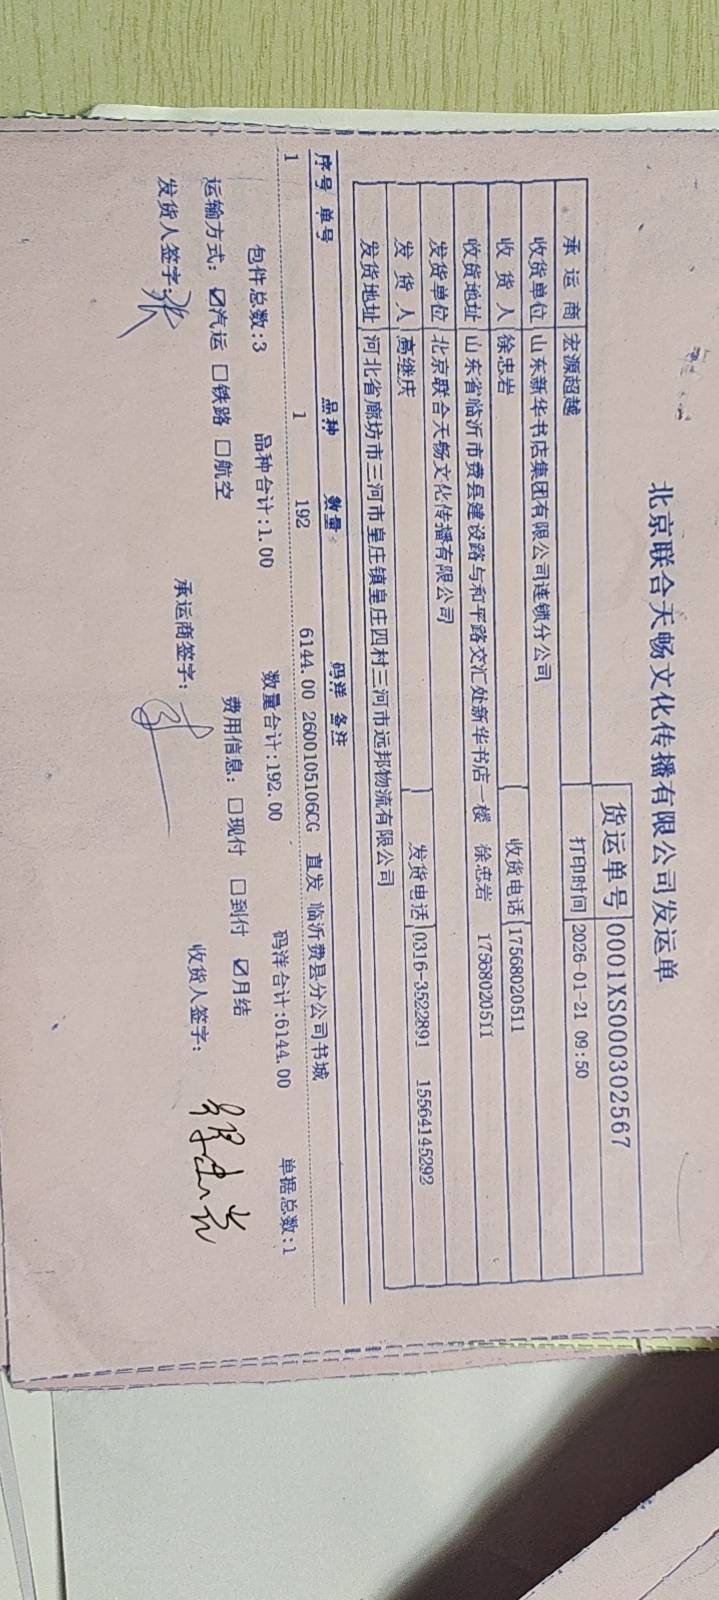 北京联合天畅文化传播有限公司发运单
货运单号 0001XS000302567
承运商 宏源超越 打印时间 2026-01-21 09:50
收货单位 山东新华书店集团有限公司连锁分公司
收货人 徐忠岩 收货电话 17568020511
收货地址 山东省临沂市费县建设路与和平路交汇处新华书店一楼 徐忠岩 17568020511
发货单位 北京联合天畅文化传播有限公司
发货人 高继庆 发货电话 0316-3522891 15564145292
发货地址 河北省廊坊市三河市皇庄镇皇庄四村三河市远邦物流有限公司
序号 单号 品种 数量 码洋 备注
1 1 192 6144.00 2600105106CG 直发 临沂费县分公司书城
包件总数:3 品种合计:1.00 数量合计:192.00 码洋合计:6144.00 单据总数:1
运输方式: ☑汽运 □铁路 □航空 费用信息: □现付 □到付 ☑月结
发货人签字: 张 承运商签字: 收货人签字: 徐忠岩